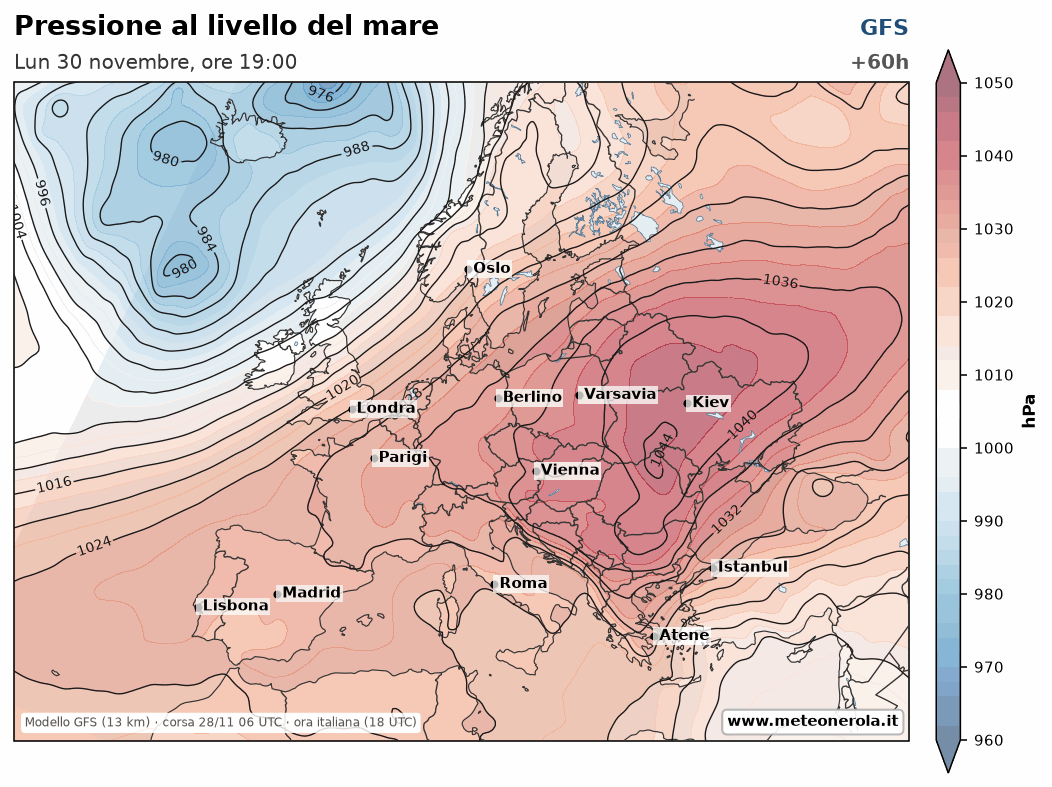 Pressione al livello del mare
GFS
Lun 30 novembre, ore 19:00
+60h
976
980
988
996
1004
984
980
Oslo
1036
1020
28
Londra
Berlino
Varsavia
Kiev
1040
1044
Parigi
Vienna
1016
1032
1024
Istanbul
Roma
Madrid
Lisbona
Atene
Modello GFS (13 km) · corsa 28/11 06 UTC · ora italiana (18 UTC)
www.meteonerola.it
1050
1040
1030
1020
1010
1000
990
980
970
960
hPa